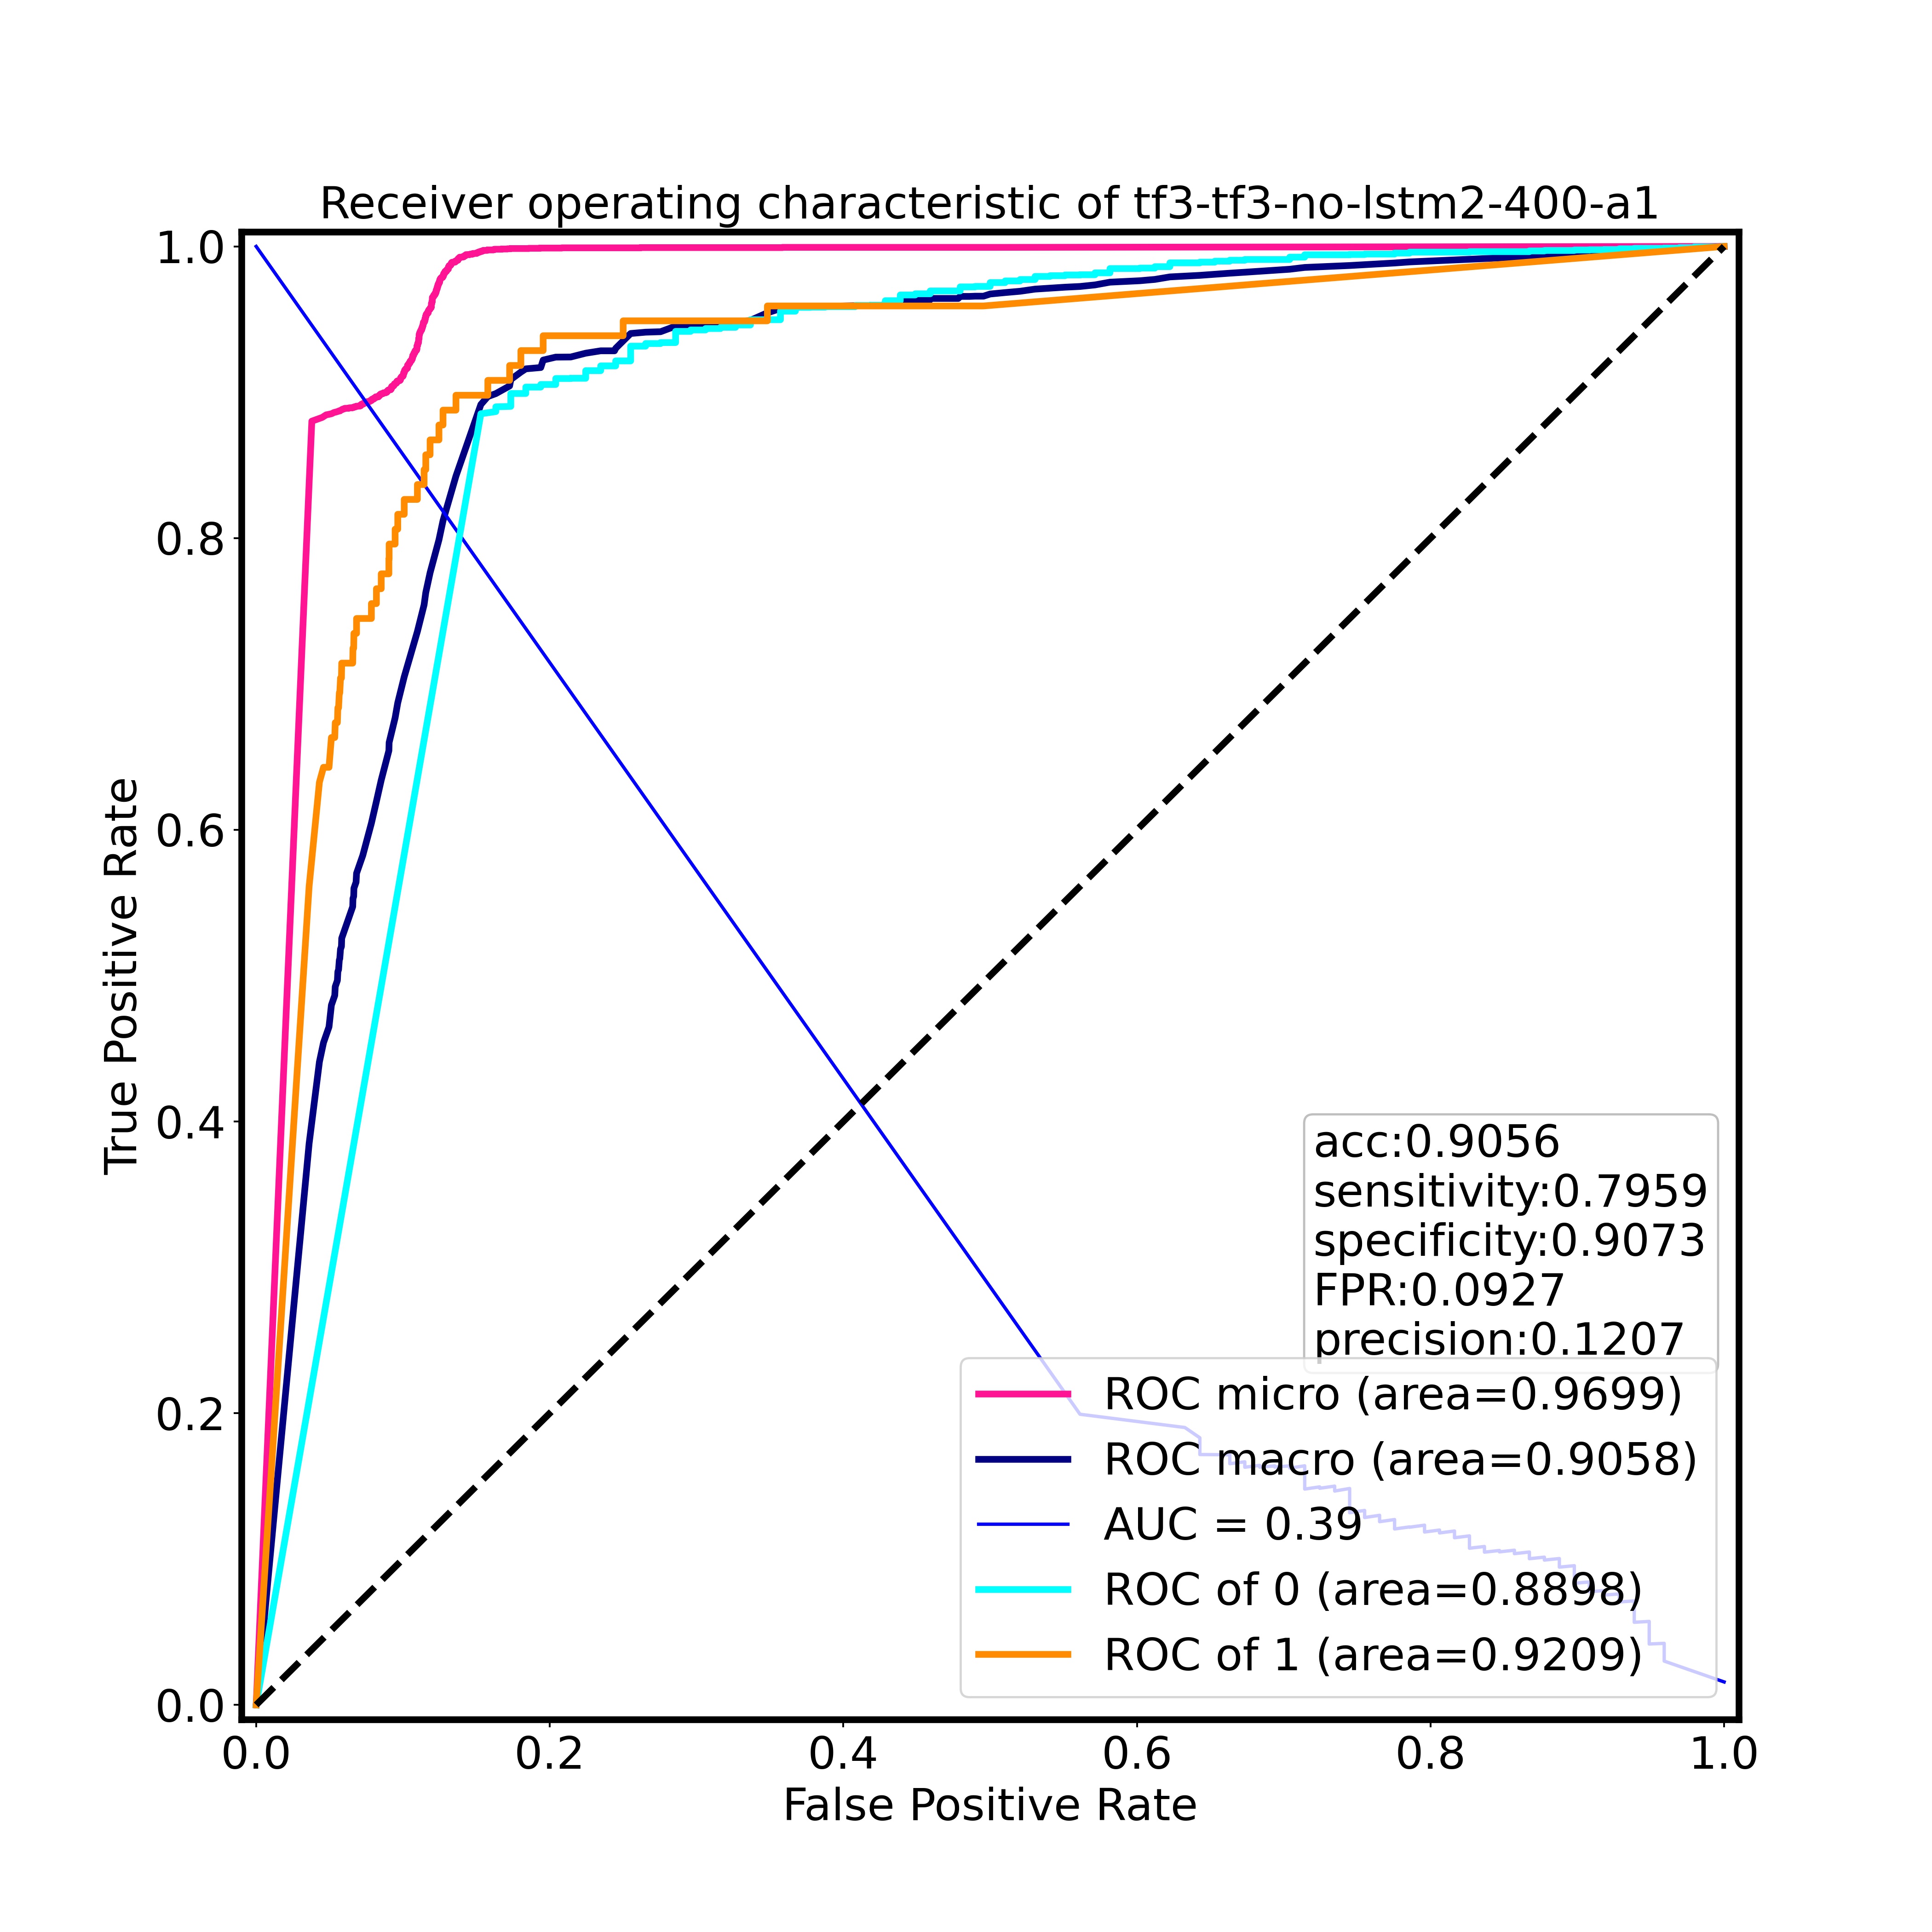 Receiver operating characteristic of tf3-tf3-no-lstm2-400-a1
1.0
0.8
0.6
0.4
0.2
0.0
True Positive Rate
acc:0.9056
sensitivity:0.7959
specificity:0.9073
FPR:0.0927
precision:0.1207
ROC micro (area=0.9699)
ROC macro (area=0.9058)
AUC = 0.39
ROC of 0 (area=0.8898)
ROC of 1 (area=0.9209)
0.0 0.2 0.4 0.6 0.8 1.0
False Positive Rate